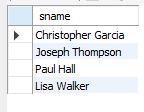 sname
Christopher Garcia
Joseph Thompson
Paul Hall
Lisa Walker